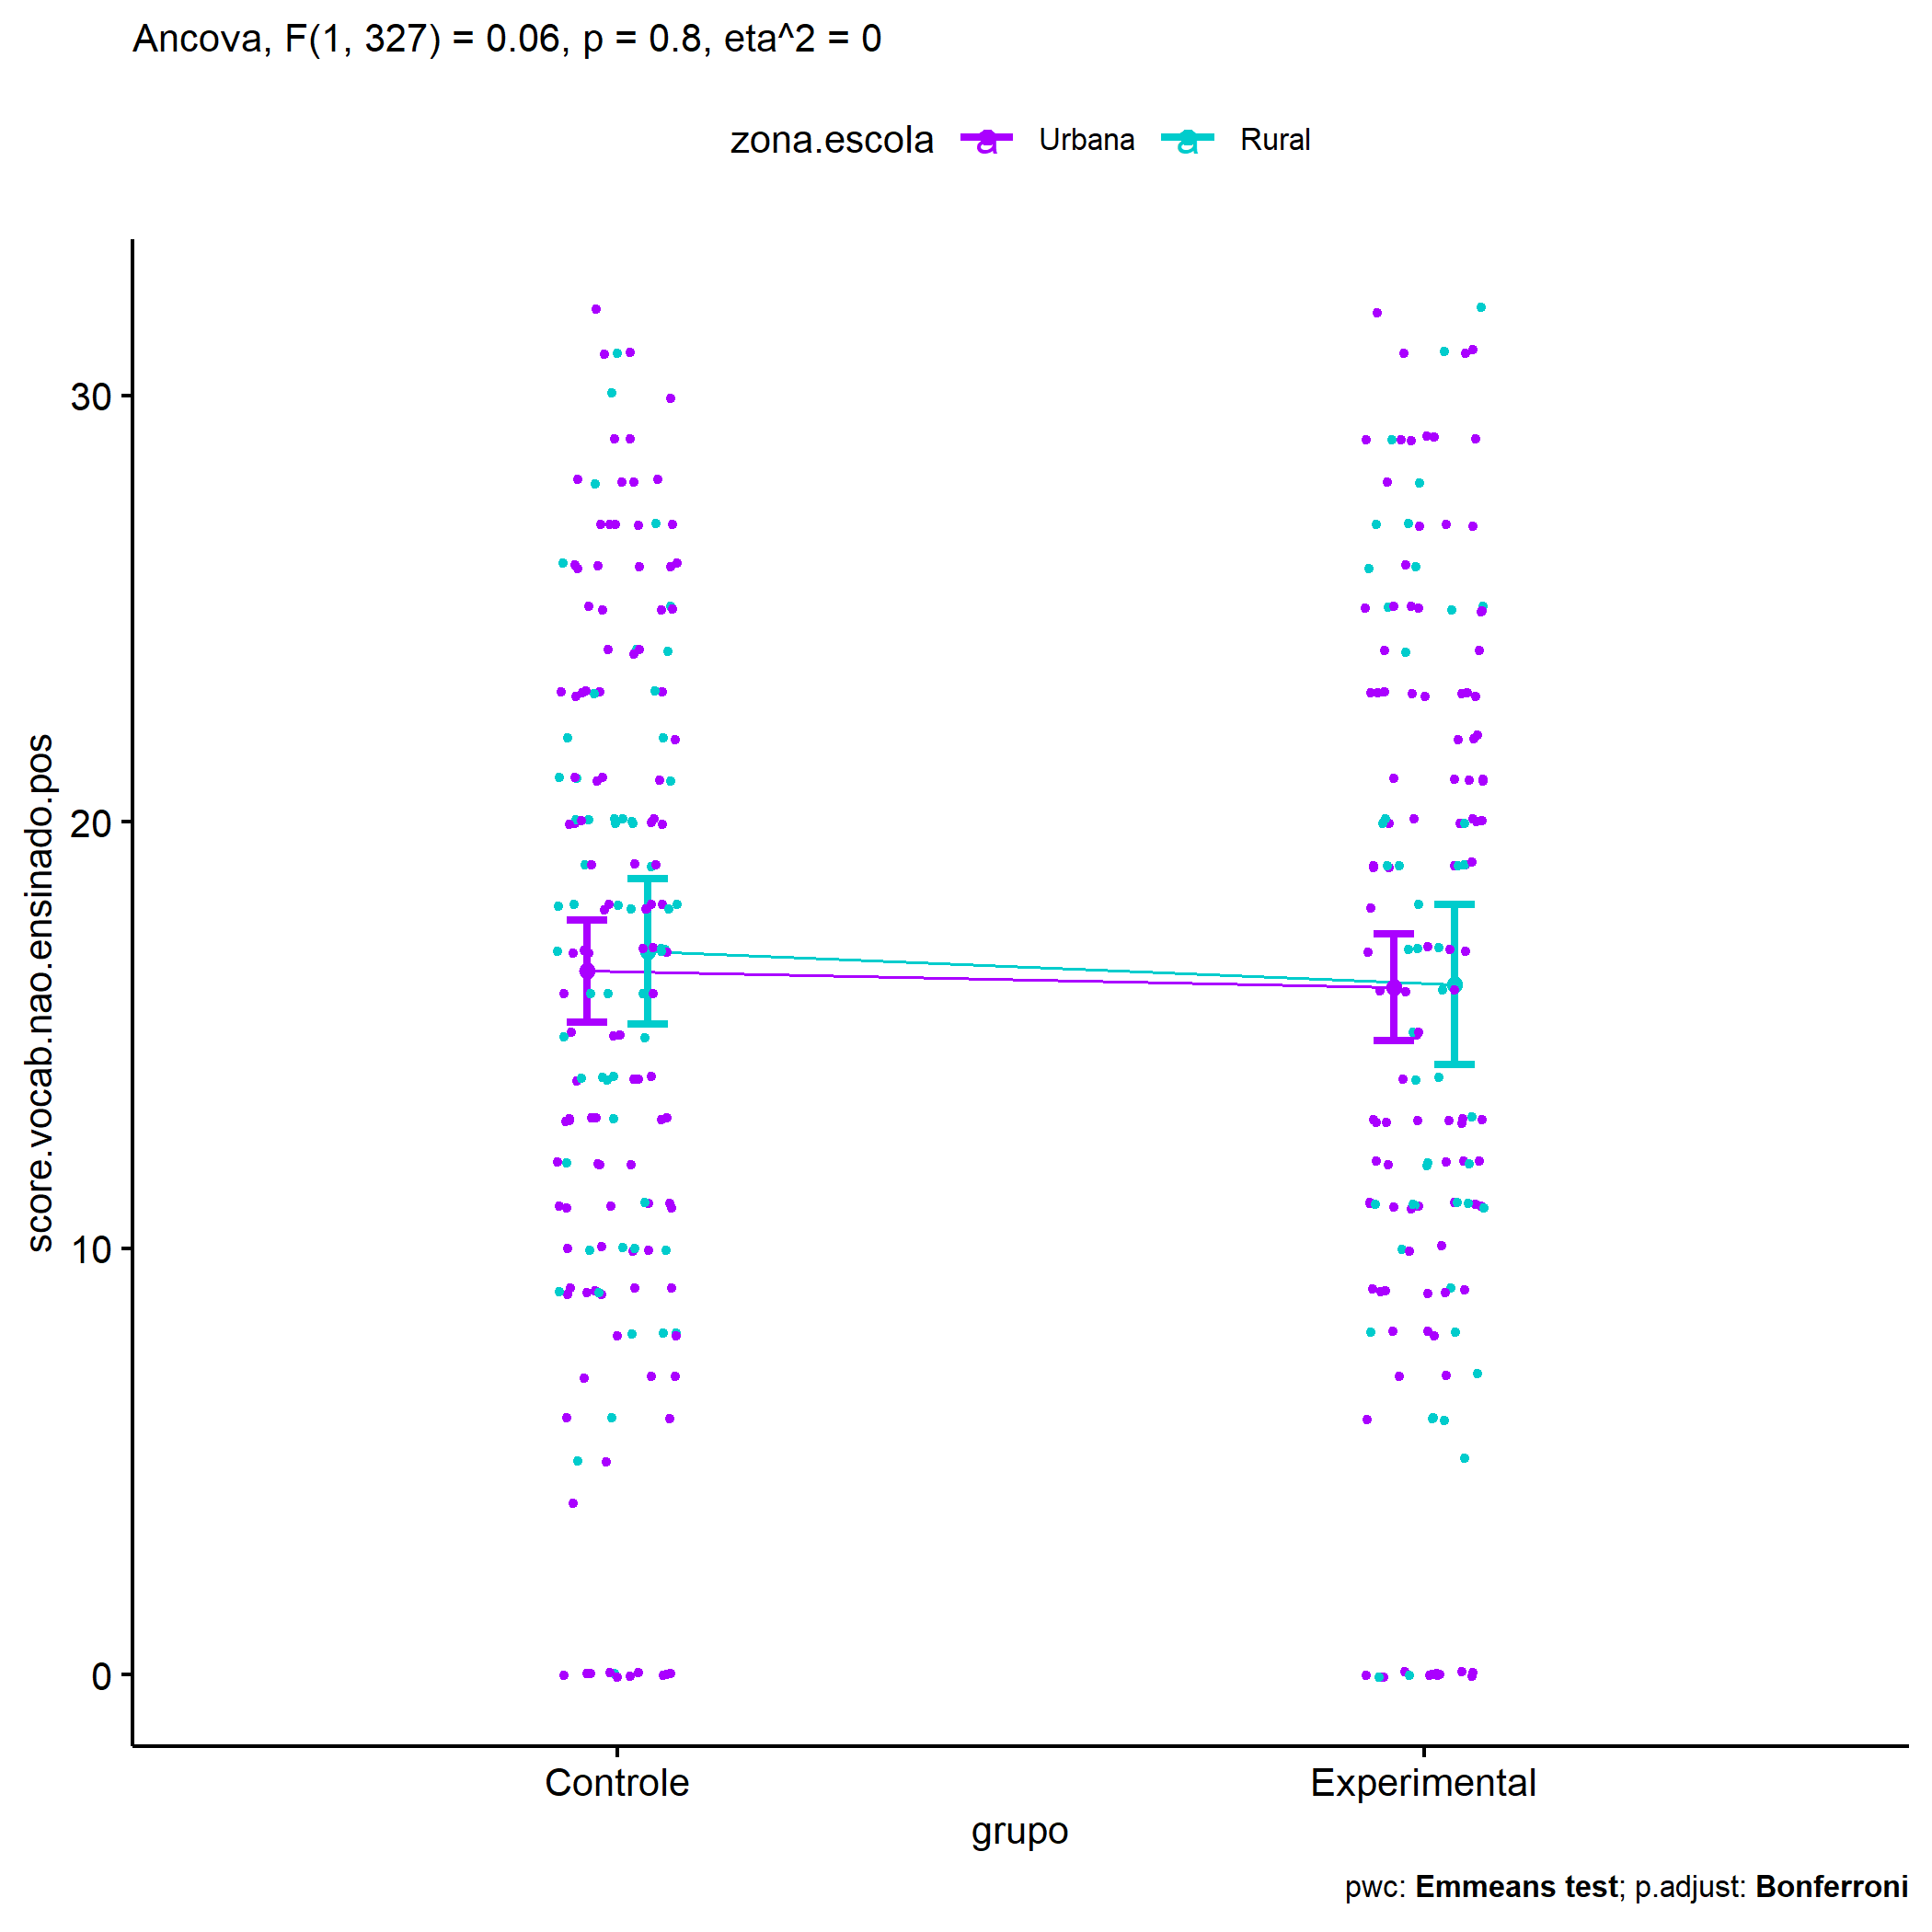 Ancova, F(1, 327) = 0.06, p = 0.8, eta^2 = 0
zona.escola a Urbana a Rural
score.vocab.nao.ensinado.pos
30
20
10
0
Controle Experimental
grupo
pwc: Emmeans test; p.adjust: Bonferroni